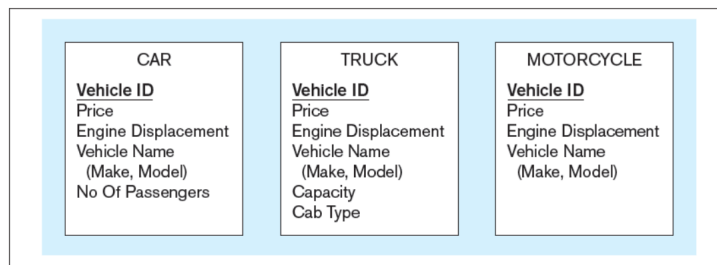 CAR
Vehicle ID
Price
Engine Displacement
Vehicle Name
(Make, Model)
No Of Passengers
TRUCK
Vehicle ID
Price
Engine Displacement
Vehicle Name
(Make, Model)
Capacity
Cab Type
MOTORCYCLE
Vehicle ID
Price
Engine Displacement
Vehicle Name
(Make, Model)